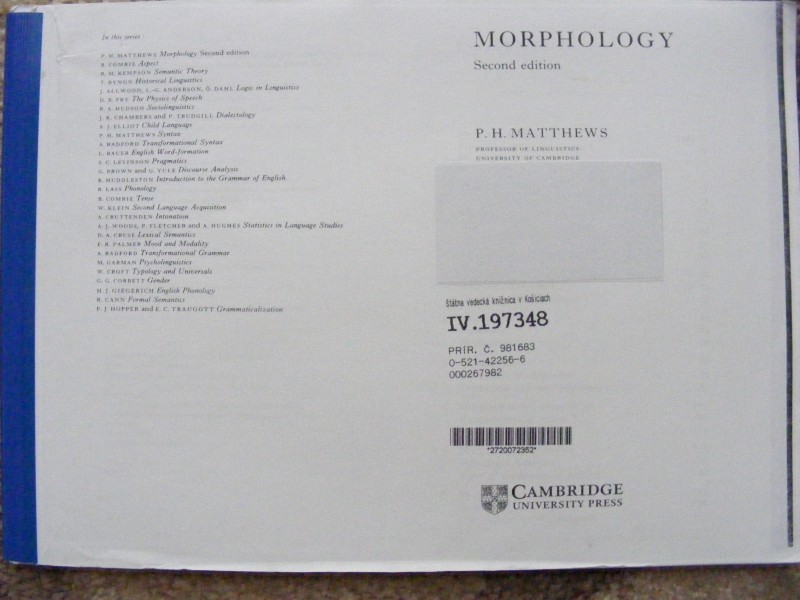 In this series:
P. H. MATTHEWS Morphology Second edition
B. COMRIE Aspect
R. M. KEMPSON Semantic Theory
T. BYNON Historical Linguistics
J. ALLWOOD, L.-G. ANDERSON, Ö. DAHL Logic in Linguistics
D. B. FRY The Physics of Speech
R. A. HUDSON Sociolinguistics
J. K. CHAMBERS and P. TRUDGILL Dialectology
A. J. ELLIOT Child Language
P. H. MATTHEWS Syntax
A. RADFORD Transformational Syntax
L. BAUER English Word-formation
S. C. LEVINSON Pragmatics
G. BROWN and G. YULE Discourse Analysis
R. HUDDLESTON Introduction to the Grammar of English
R. LASS Phonology
B. COMRIE Tense
W. KLEIN Second Language Acquisition
A. CRUTTENDEN Intonation
A. J. WOODS, P. FLETCHER and A. HUGHES Statistics in Language Studies
D. A. CRUSE Lexical Semantics
F. R. PALMER Mood and Modality
A. RADFORD Transformational Grammar
M. GARMAN Psycholinguistics
W. CROFT Typology and Universals
G. G. CORBETT Gender
H. J. GIEGERICH English Phonology
R. CANN Formal Semantics
P. J. HOPPER and E. C. TRAUGOTT Grammaticalization
MORPHOLOGY
Second edition
P. H. MATTHEWS
PROFESSOR OF LINGUISTICS
UNIVERSITY OF CAMBRIDGE
Štátna vedecká knižnica v Košiciach
IV.197348
PRÍR. Č. 981683
0-521-42256-6
000267982
*2720072352*
CAMBRIDGE
UNIVERSITY PRESS